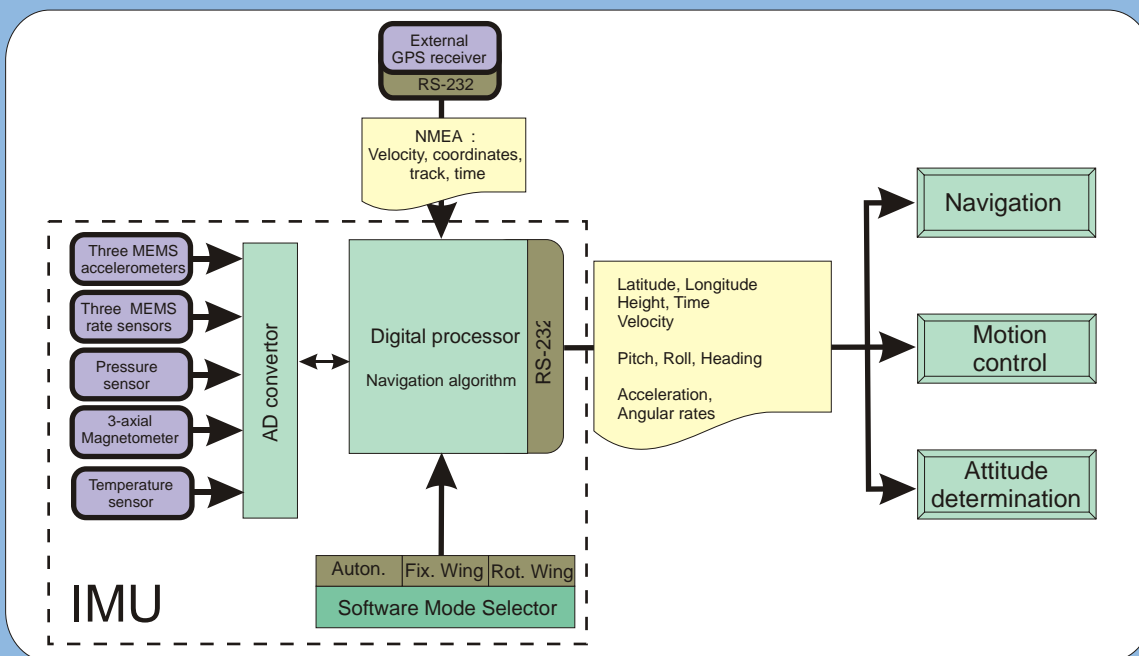 External
GPS receiver
RS-232
NMEA :
Velocity, coordinates,
track, time
Three MEMS
accelerometers
Three MEMS
rate sensors
Pressure
sensor
3-axial
Magnetometer
Temperature
sensor
AD convertor
Digital processor
Navigation algorithm
RS-232
Latitude, Longitude
Height, Time
Velocity
Pitch, Roll, Heading
Acceleration,
Angular rates
Navigation
Motion
control
Attitude
determination
Auton. Fix. Wing Rot. Wing
Software Mode Selector
IMU